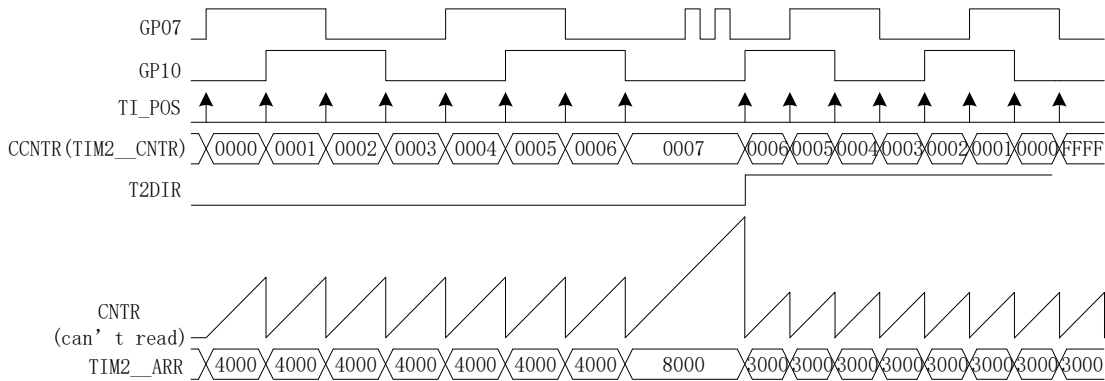 GP07
GP10
TI_POS
CCNTR(TIM2__CNTR) 0000 0001 0002 0003 0004 0005 0006 0007 0006 0005 0004 0003 0002 0001 0000 FFFF
T2DIR
CNTR
(can't read)
TIM2__ARR 4000 4000 4000 4000 4000 4000 4000 8000 3000 3000 3000 3000 3000 3000 3000 3000